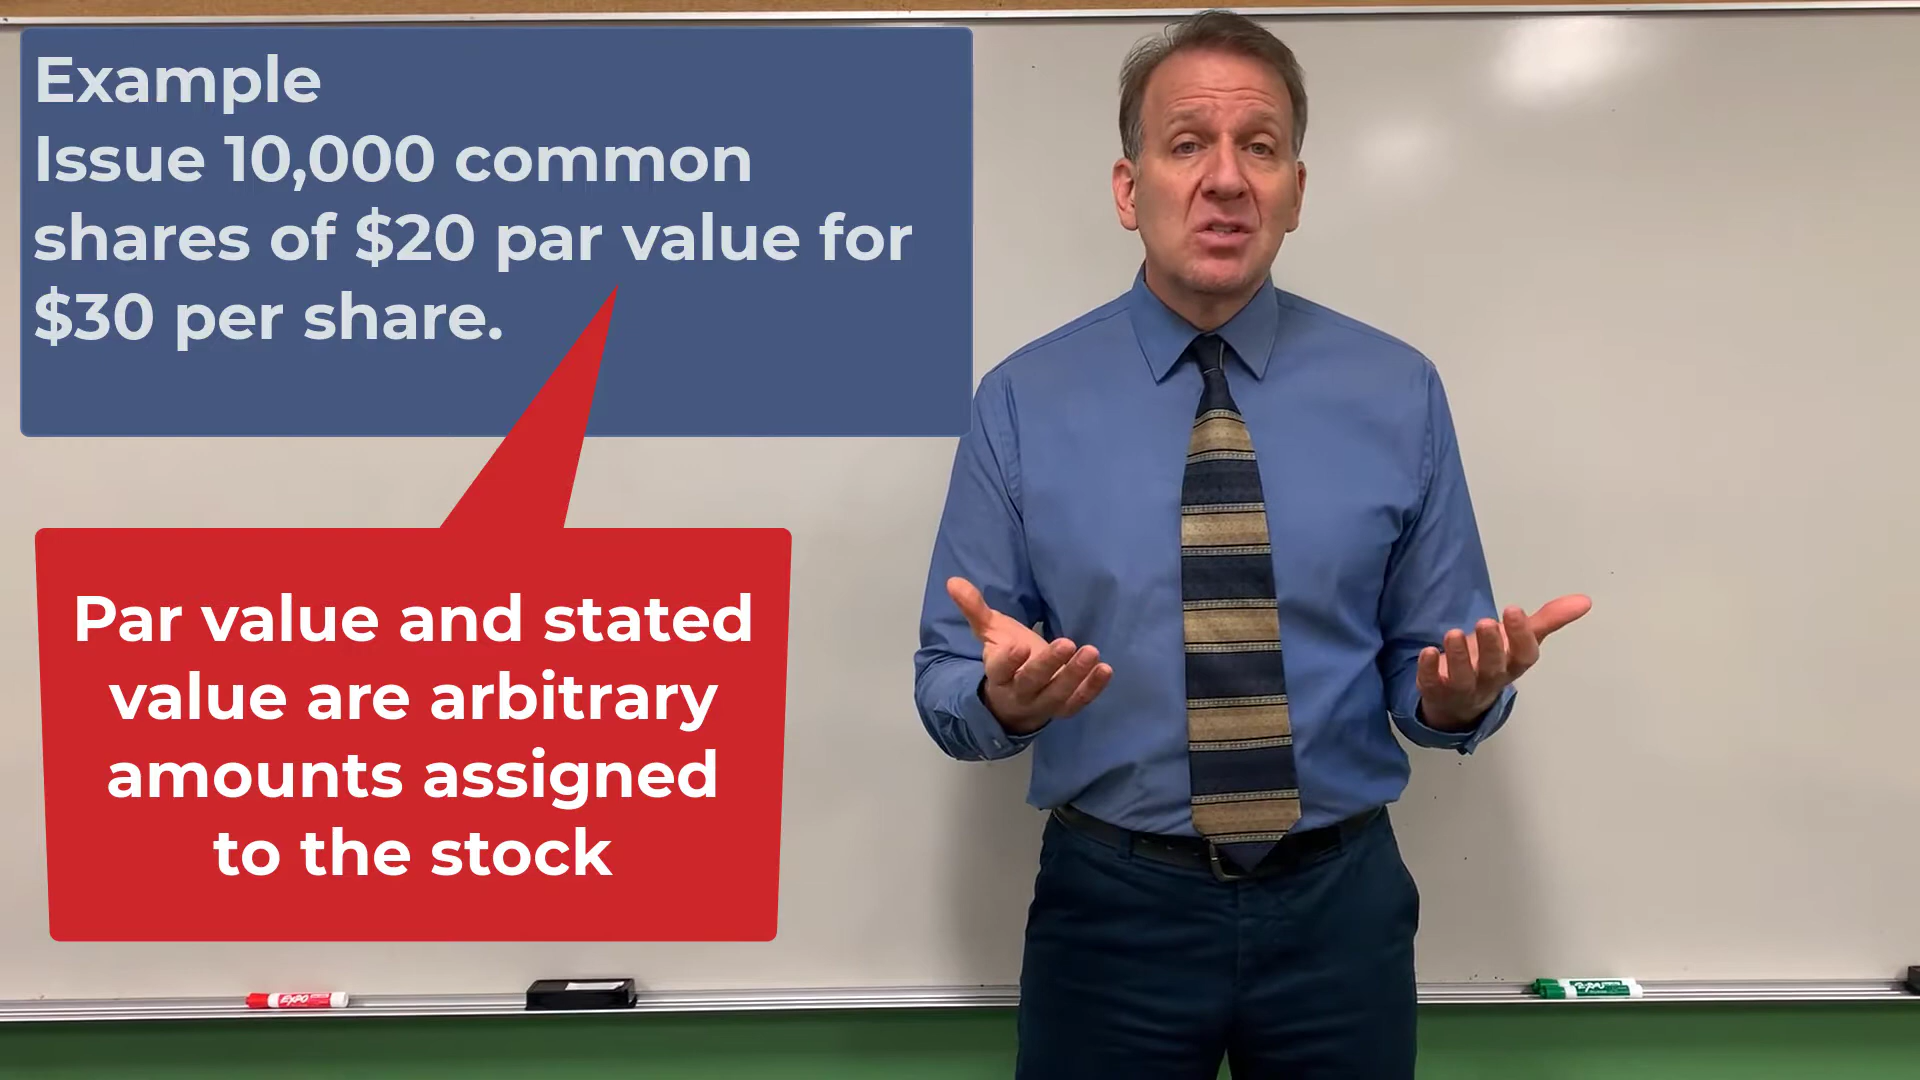 Example
Issue 10,000 common
shares of $20 par value for
$30 per share.
Par value and stated
value are arbitrary
amounts assigned
to the stock
EXPO